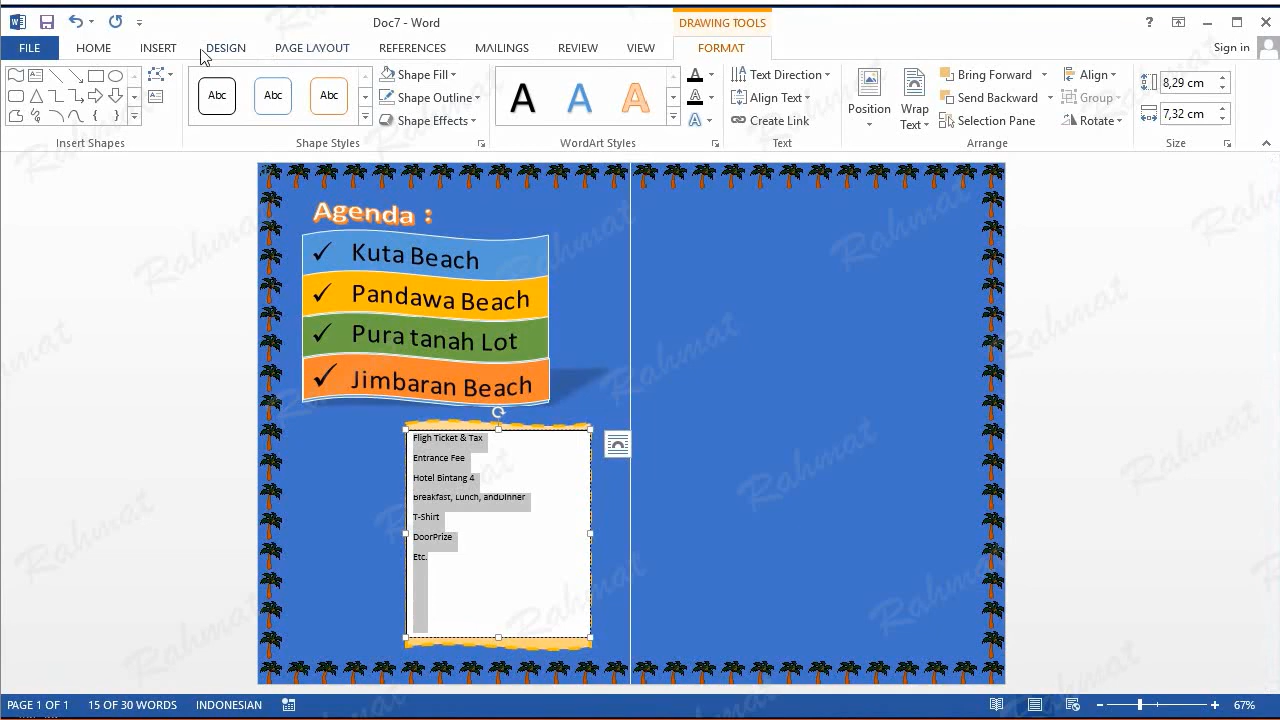 Doc7 - Word
DRAWING TOOLS
?
FILE
HOME
INSERT
DESIGN
PAGE LAYOUT
REFERENCES
MAILINGS
REVIEW
VIEW
FORMAT
Sign in
Abc
Abc
Abc
Shape Fill
Shape Outline
Shape Effects
A
A
A
Text Direction
Align Text
Create Link
Position
Wrap
Text
Bring Forward
Send Backward
Selection Pane
Align
Group
Rotate
8,29 cm
7,32 cm
Insert Shapes
Shape Styles
WordArt Styles
Text
Arrange
Size
Agenda :
✓ Kuta Beach
✓ Pandawa Beach
✓ Pura tanah Lot
✓ Jimbaran Beach
Fligh Ticket & Tax
Entrance Fee
Hotel Bintang 4
Breakfast, Lunch, andDinner
T-Shirt
DoorPrize
Etc.
PAGE 1 OF 1
15 OF 30 WORDS
INDONESIAN
67%
Rahmat